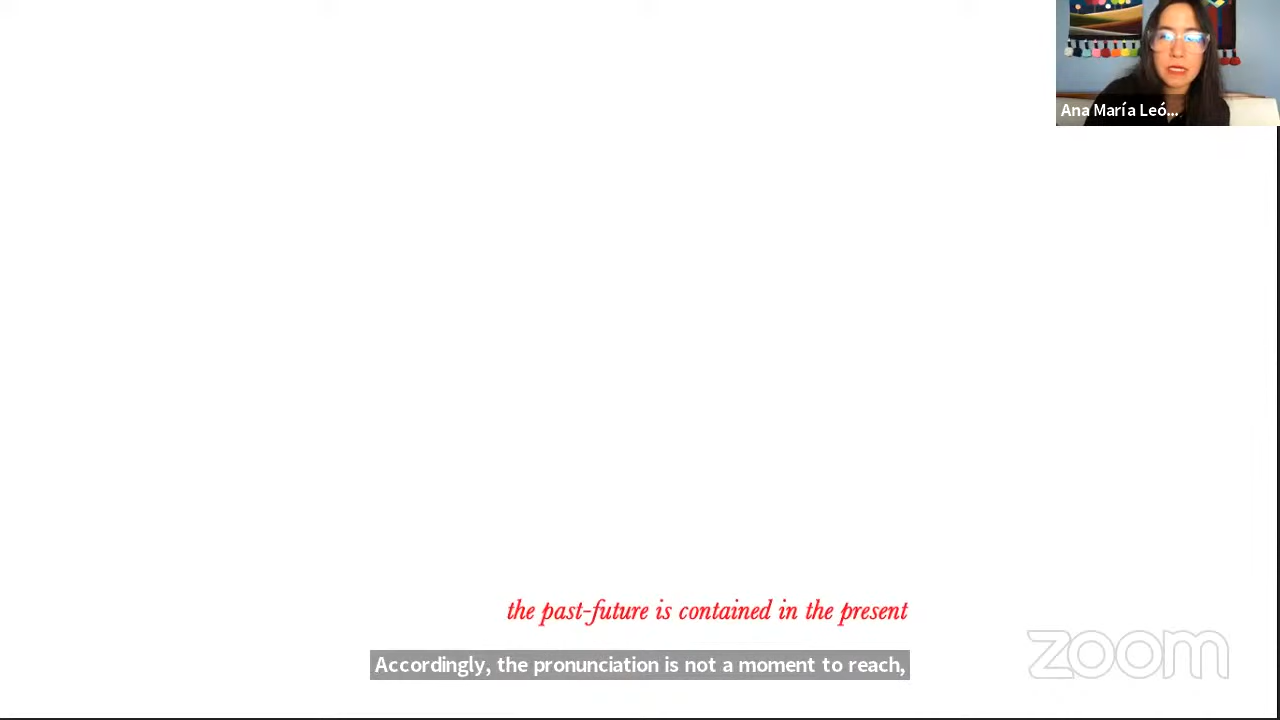 Ana María Leó...
the past-future is contained in the present
Accordingly, the pronunciation is not a moment to reach,
zoom